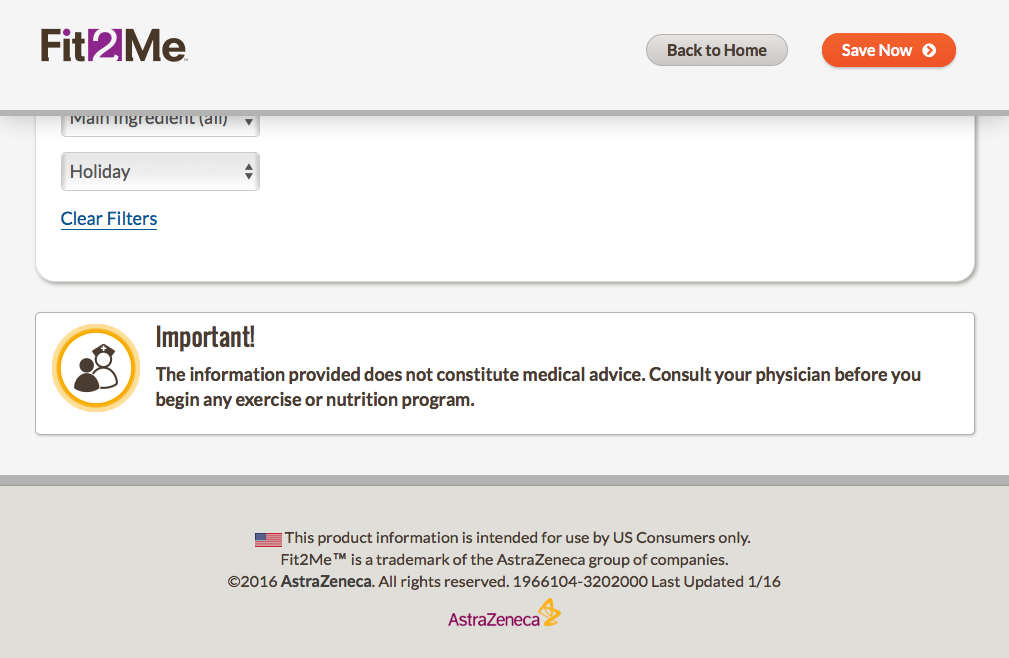 Fit2Me™
Back to Home
Save Now
Main Ingredient (all)
Holiday
Clear Filters
Important!
The information provided does not constitute medical advice. Consult your physician before you
begin any exercise or nutrition program.
This product information is intended for use by US Consumers only.
Fit2Me™ is a trademark of the AstraZeneca group of companies.
©2016 AstraZeneca. All rights reserved. 1966104-3202000 Last Updated 1/16
AstraZeneca